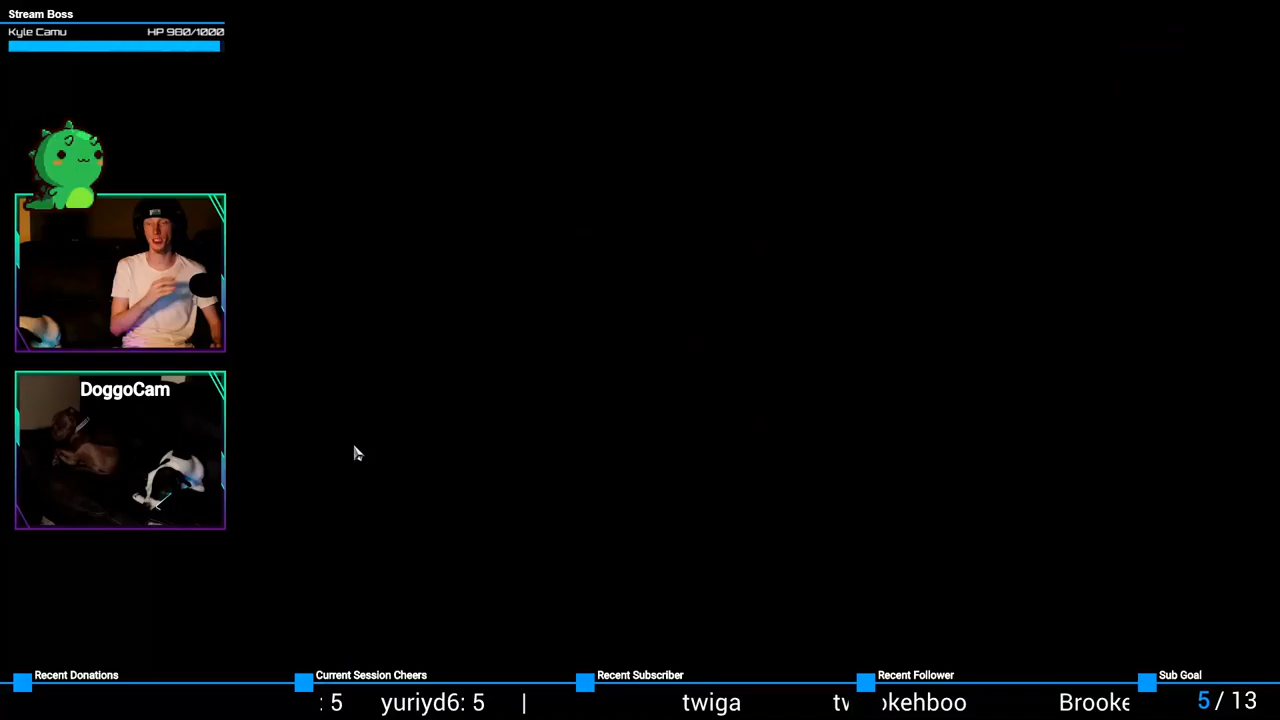 Stream Boss
Kyle Camu HP 980/1000
DoggoCam
Recent Donations
Current Session Cheers
: 5 yuriyd6: 5 |
Recent Subscriber
twiga tw
Recent Follower
okehboo Brooke
Sub Goal
5 / 13